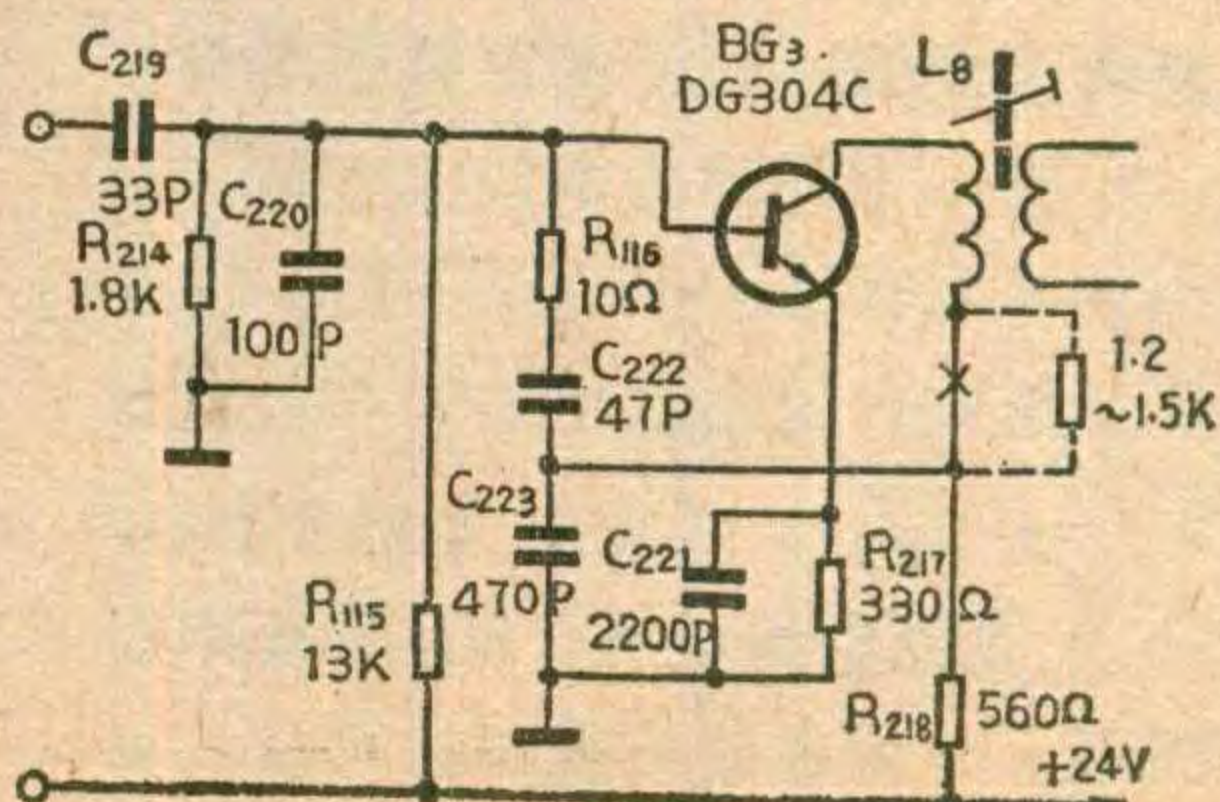 C219
33P
R214
1.8K
C220
100P
BG3.
DG304C
L8
R116
10Ω
C222
47P
1.2
~1.5K
C223
470P
C221
2200P
R217
330Ω
R115
13K
R218
560Ω
+24V